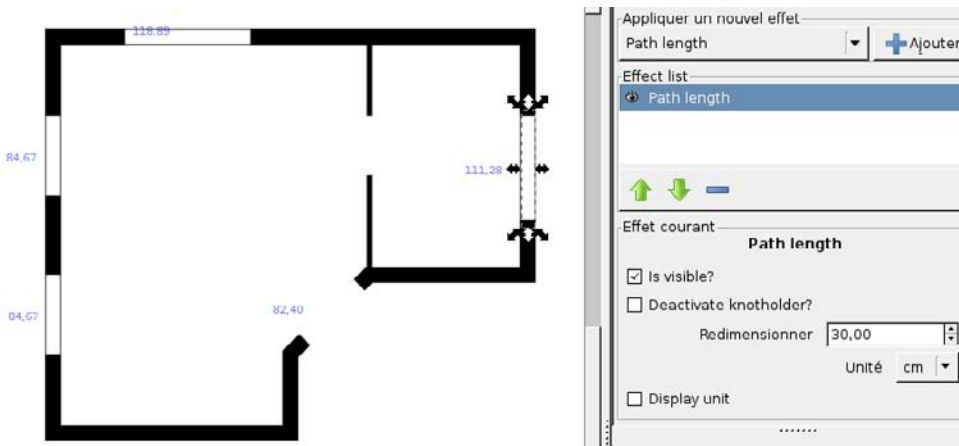 118,89
84,67
111,28
82,40
84,67
Appliquer un nouvel effet
Path length
Ajouter
Effect list
Path length
Effet courant
Path length
Is visible?
Deactivate knotholder?
Redimensionner 30,00
Unité cm
Display unit